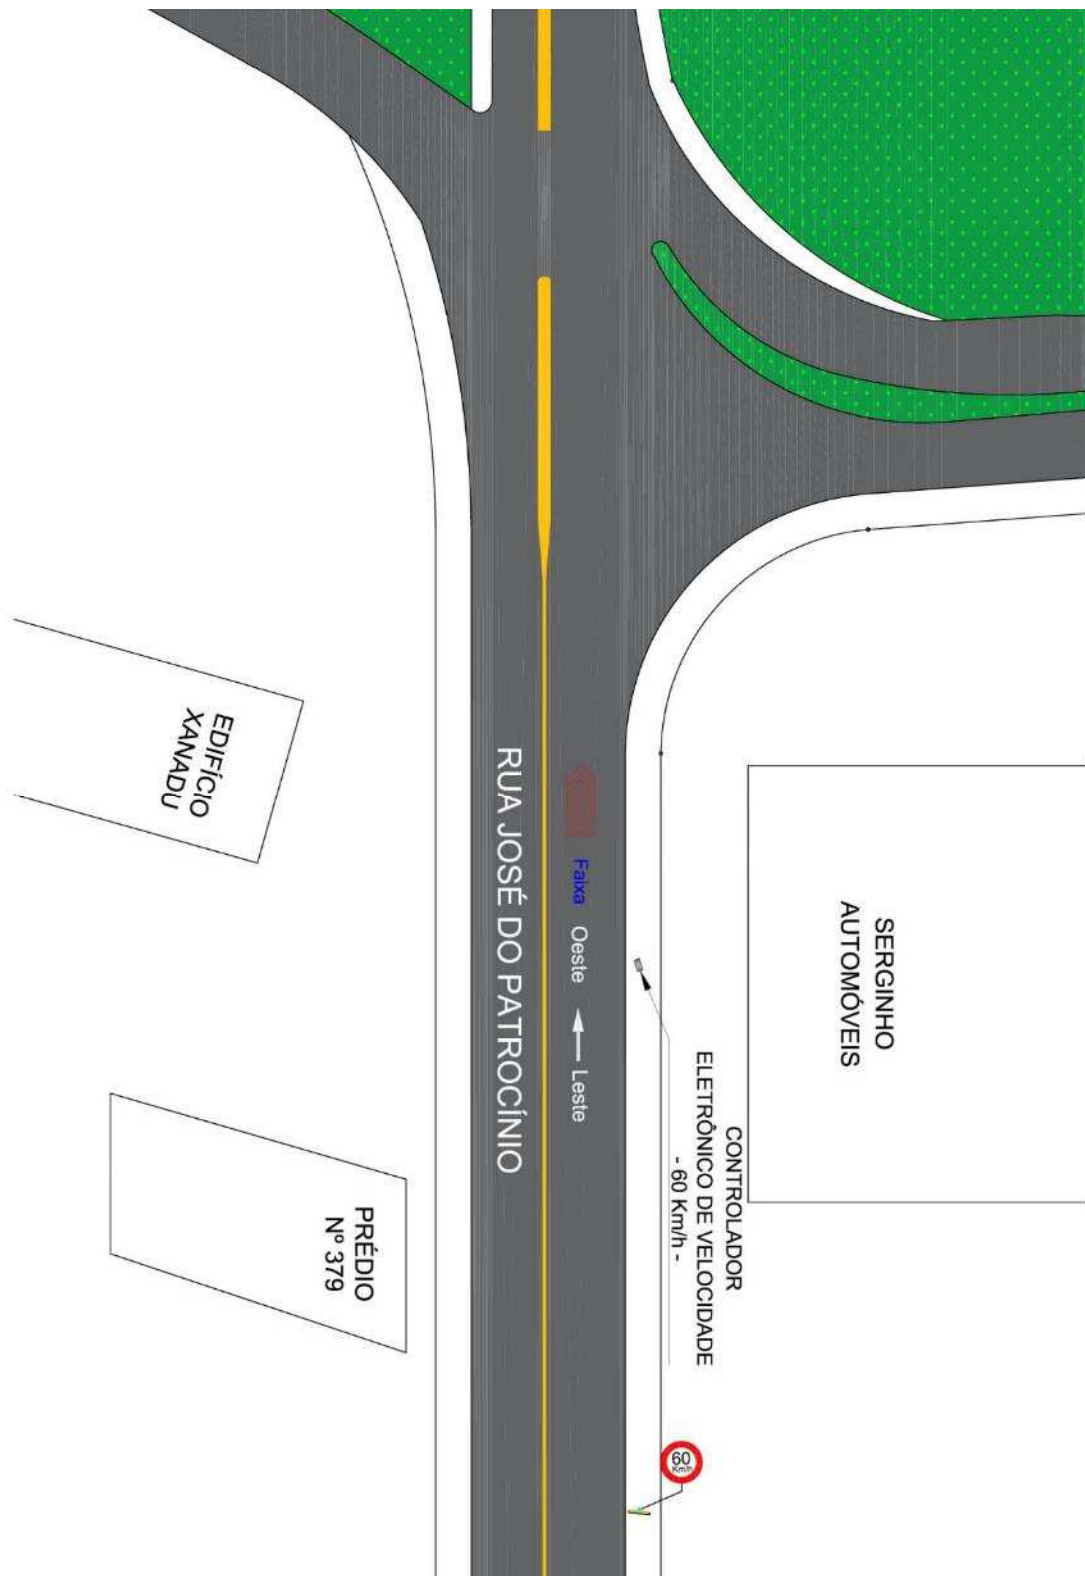 EDIFÍCIO
XANADU
RUA JOSÉ DO PATROCÍNIO
Faixa
Oeste
Leste
SERGINHO
AUTOMÓVEIS
CONTROLADOR
ELETRÔNICO DE VELOCIDADE
- 60 Km/h -
PRÉDIO
Nº 379
60
Km/h